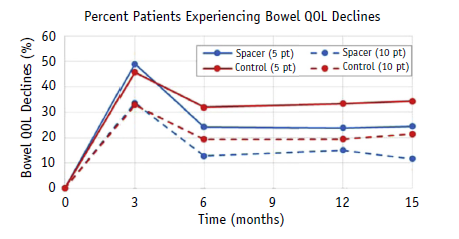 Percent Patients Experiencing Bowel QOL Declines
Bowel QOL Declines (%)
60
50
40
30
20
10
0
Spacer (5 pt) Spacer (10 pt)
Control (5 pt) Control (10 pt)
0 3 6 9 12 15
Time (months)